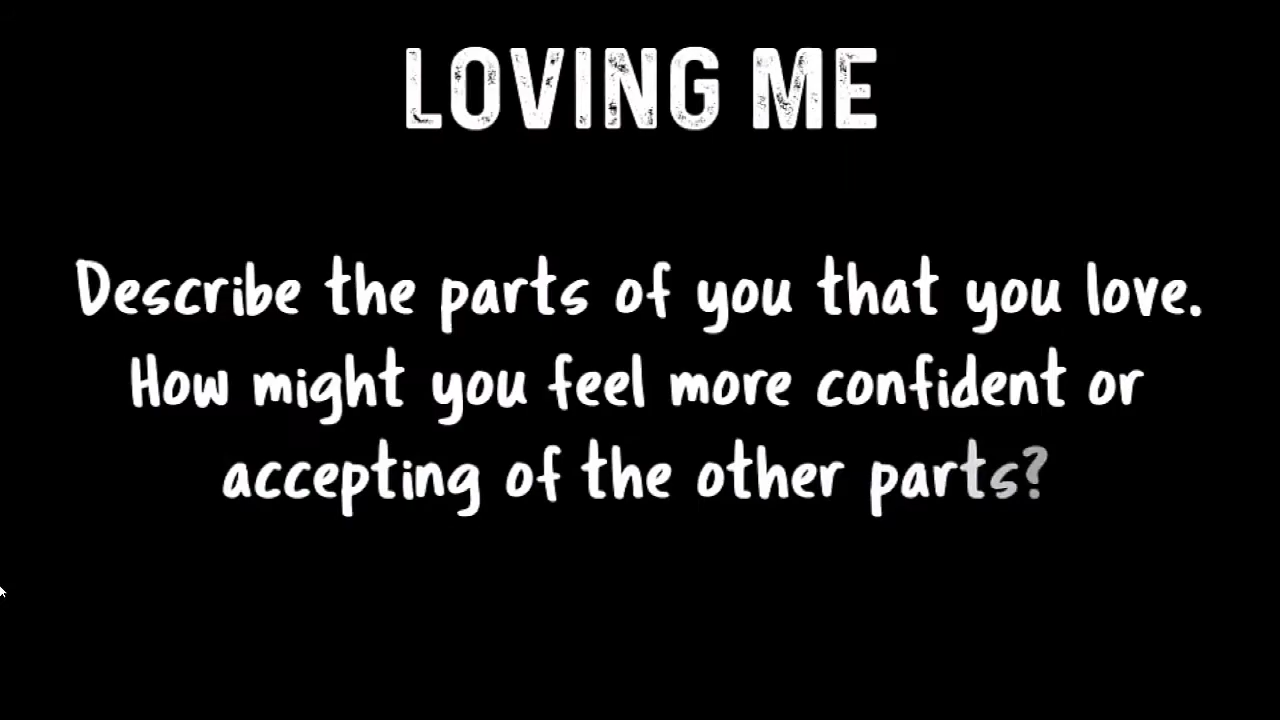 LOVING ME
Describe the parts of you that you love.
How might you feel more confident or
accepting of the other parts?